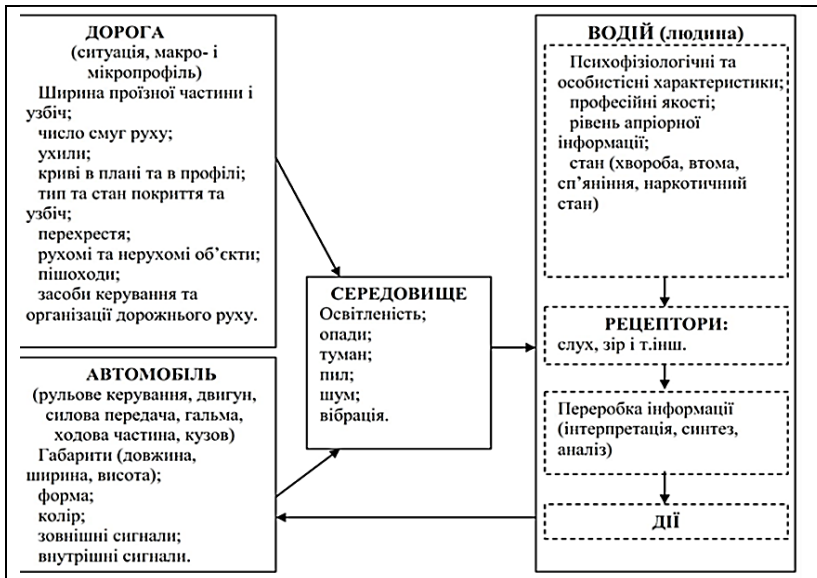 ДОРОГА
(ситуація, макро- і
мікропрофіль)
Ширина проїзної частини і
узбіч;
число смуг руху;
ухили;
криві в плані та в профілі;
тип та стан покриття та
узбіч;
перехрестя;
рухомі та нерухомі об’єкти;
пішоходи;
засоби керування та
організації дорожнього руху.
АВТОМОБІЛЬ
(рульове керування, двигун,
силова передача, гальма,
ходова частина, кузов)
Габарити (довжина,
ширина, висота);
форма;
колір;
зовнішні сигнали;
внутрішні сигнали.
СЕРЕДОВИЩЕ
Освітленість;
опади;
туман;
пил;
шум;
вібрація.
ВОДІЙ (людина)
Психофізіологічні та
особистісні характеристики;
професійні якості;
рівень апріорної
інформації;
стан (хвороба, втома,
сп’яніння, наркотичний
стан)
РЕЦЕПТОРИ:
слух, зір і т.інш.
Переробка інформації
(інтерпретація, синтез,
аналіз)
ДІЇ